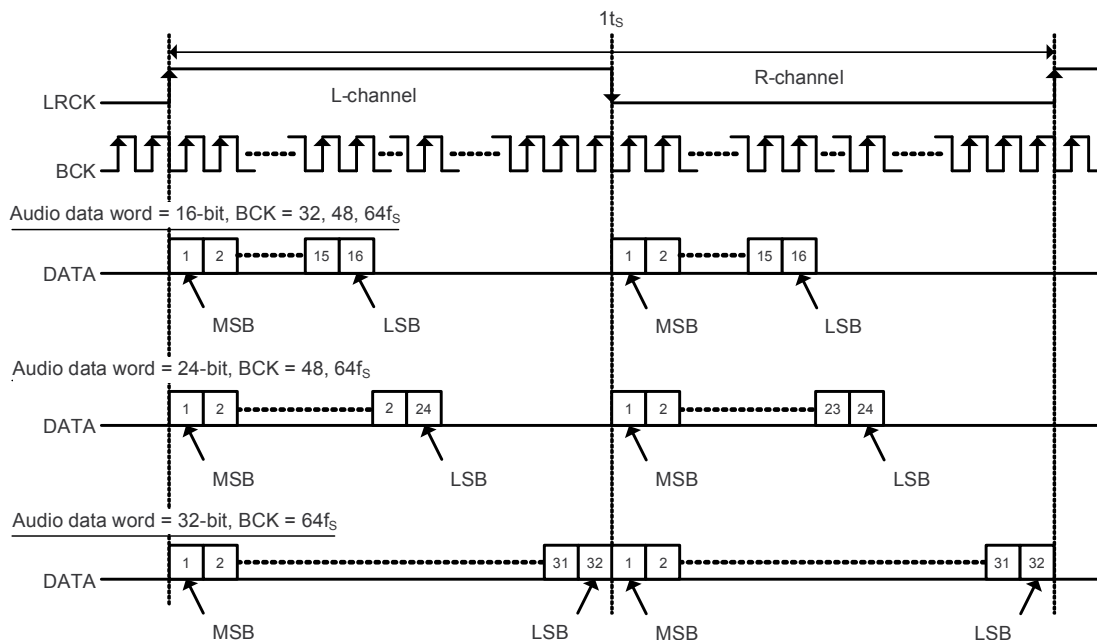 1tS
L-channel
R-channel
LRCK
BCK
Audio data word = 16-bit, BCK = 32, 48, 64fS
DATA
1 2 15 16 1 2 15 16
MSB LSB MSB LSB
Audio data word = 24-bit, BCK = 48, 64fS
DATA
1 2 2 24 1 2 23 24
MSB LSB MSB LSB
Audio data word = 32-bit, BCK = 64fS
DATA
1 2 31 32 1 2 31 32
MSB LSB MSB LSB